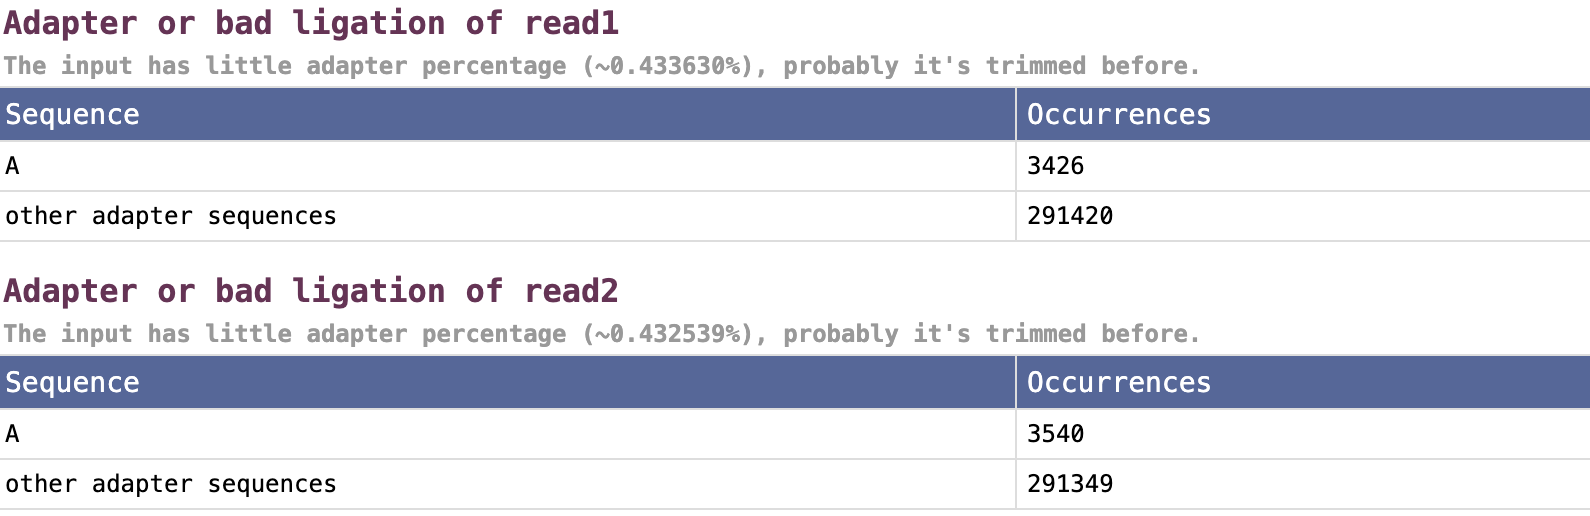 Adapter or bad ligation of read1
The input has little adapter percentage (~0.433630%), probably it's trimmed before.
Sequence Occurrences
A 3426
other adapter sequences 291420
Adapter or bad ligation of read2
The input has little adapter percentage (~0.432539%), probably it's trimmed before.
Sequence Occurrences
A 3540
other adapter sequences 291349